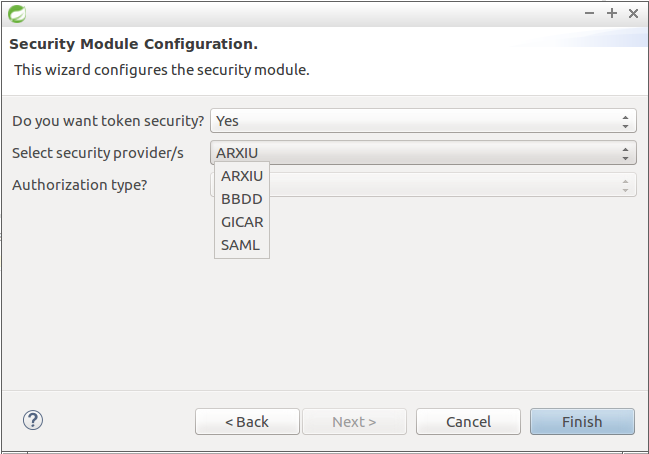 Security Module Configuration.
This wizard configures the security module.
Do you want token security? Yes
Select security provider/s ARXIU
ARXIU
Authorization type?
BBDD
GICAR
SAML
? < Back Next > Cancel Finish